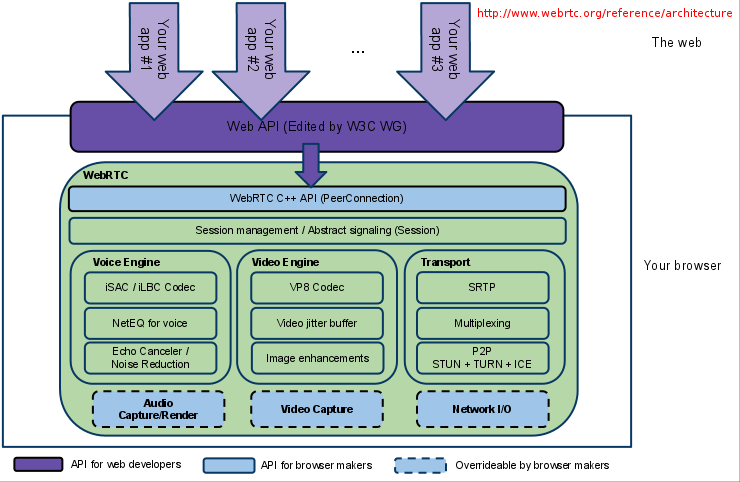 http://www.webrtc.org/reference/architecture
Your web
app #1
Your web
app #2
...
Your web
app #3
The web
Web API (Edited by W3C WG)
WebRTC
WebRTC C++ API (PeerConnection)
Session management / Abstract signaling (Session)
Your browser
Voice Engine
iSAC / iLBC Codec
NetEQ for voice
Echo Canceler /
Noise Reduction
Video Engine
VP8 Codec
Video jitter buffer
Image enhancements
Transport
SRTP
Multiplexing
P2P
STUN + TURN + ICE
Audio
Capture/Render
Video Capture
Network I/O
API for web developers
API for browser makers
Overrideable by browser makers